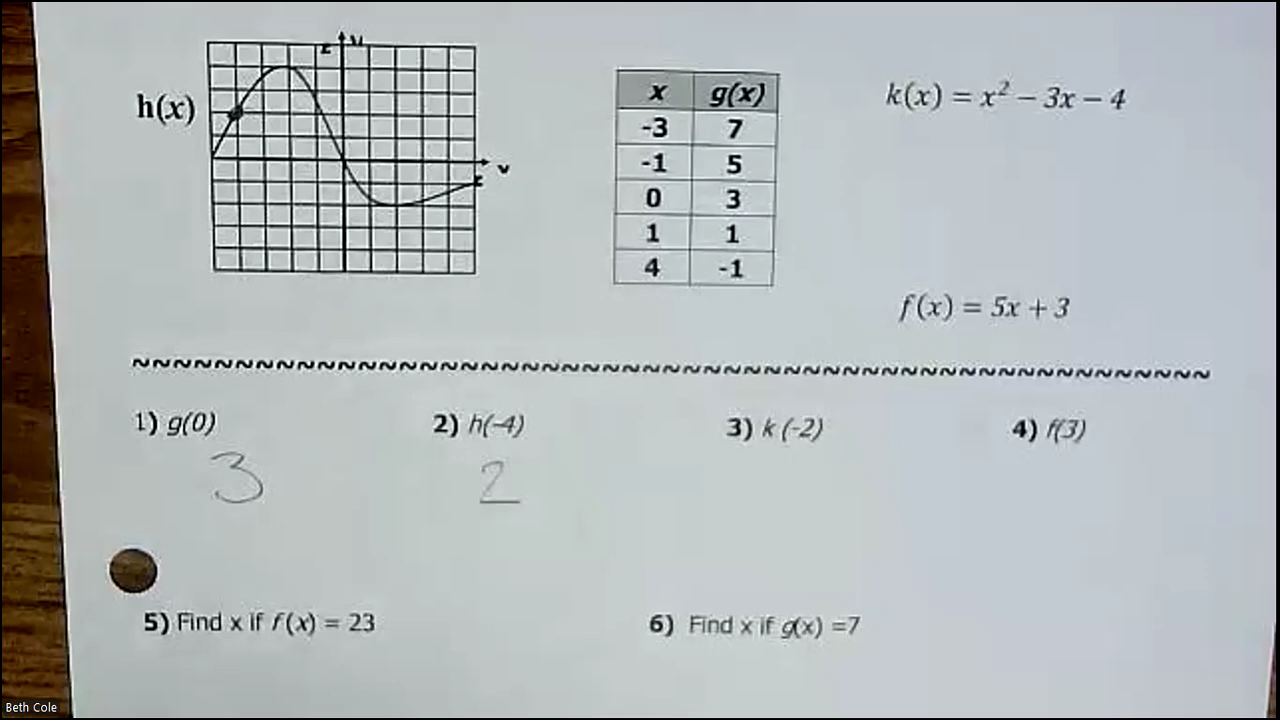 h(x)
x g(x)
-3 7
-1 5
0 3
1 1
4 -1
k(x) = x² − 3x − 4
f(x) = 5x + 3
~~~~~~~~~~~~~~~~~~~~~~~~~~~~~~~~~~~~~~~~~~~~~~~~~~~~
1) g(0) 2) h(-4) 3) k (-2) 4) f(3)
3 2
5) Find x if f(x) = 23 6) Find x if g(x) =7
Beth Cole